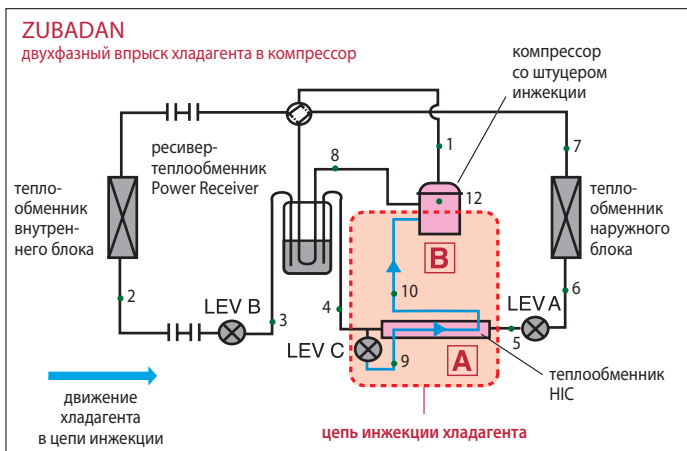 ZUBADAN
двухфазный впрыск хладагента в компрессор
компрессор
со штуцером
инжекции
ресивер-
теплообменник
Power Receiver
8
1
7
тепло-
обменник
внутрен-
него блока
12
тепло-
обменник
наружного
блока
B
2
10
6
LEV B
3
4
LEV A
LEV C
5
9
A
теплообменник
HIC
движение
хладагента
в цепи инжекции
цепь инжекции хладагента